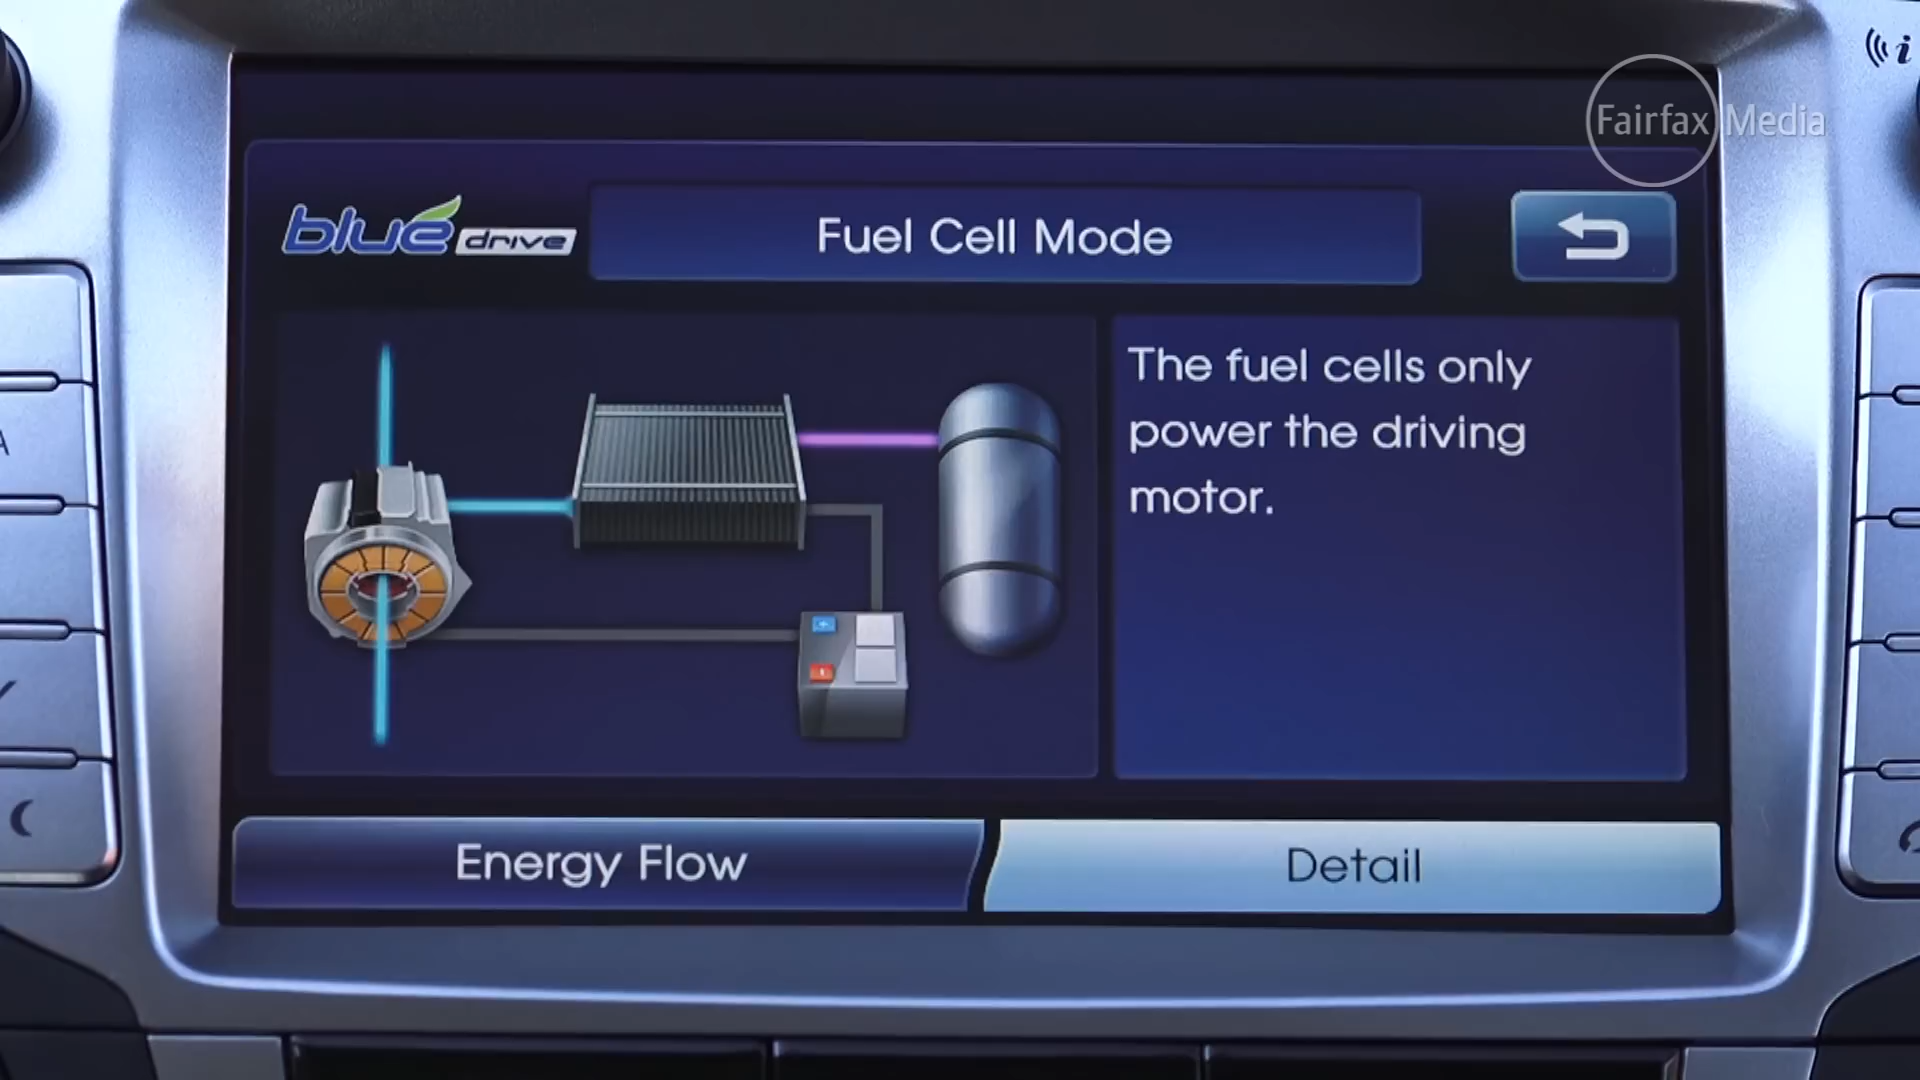 Fairfax Media
blue drive
Fuel Cell Mode
The fuel cells only
power the driving
motor.
Energy Flow
Detail